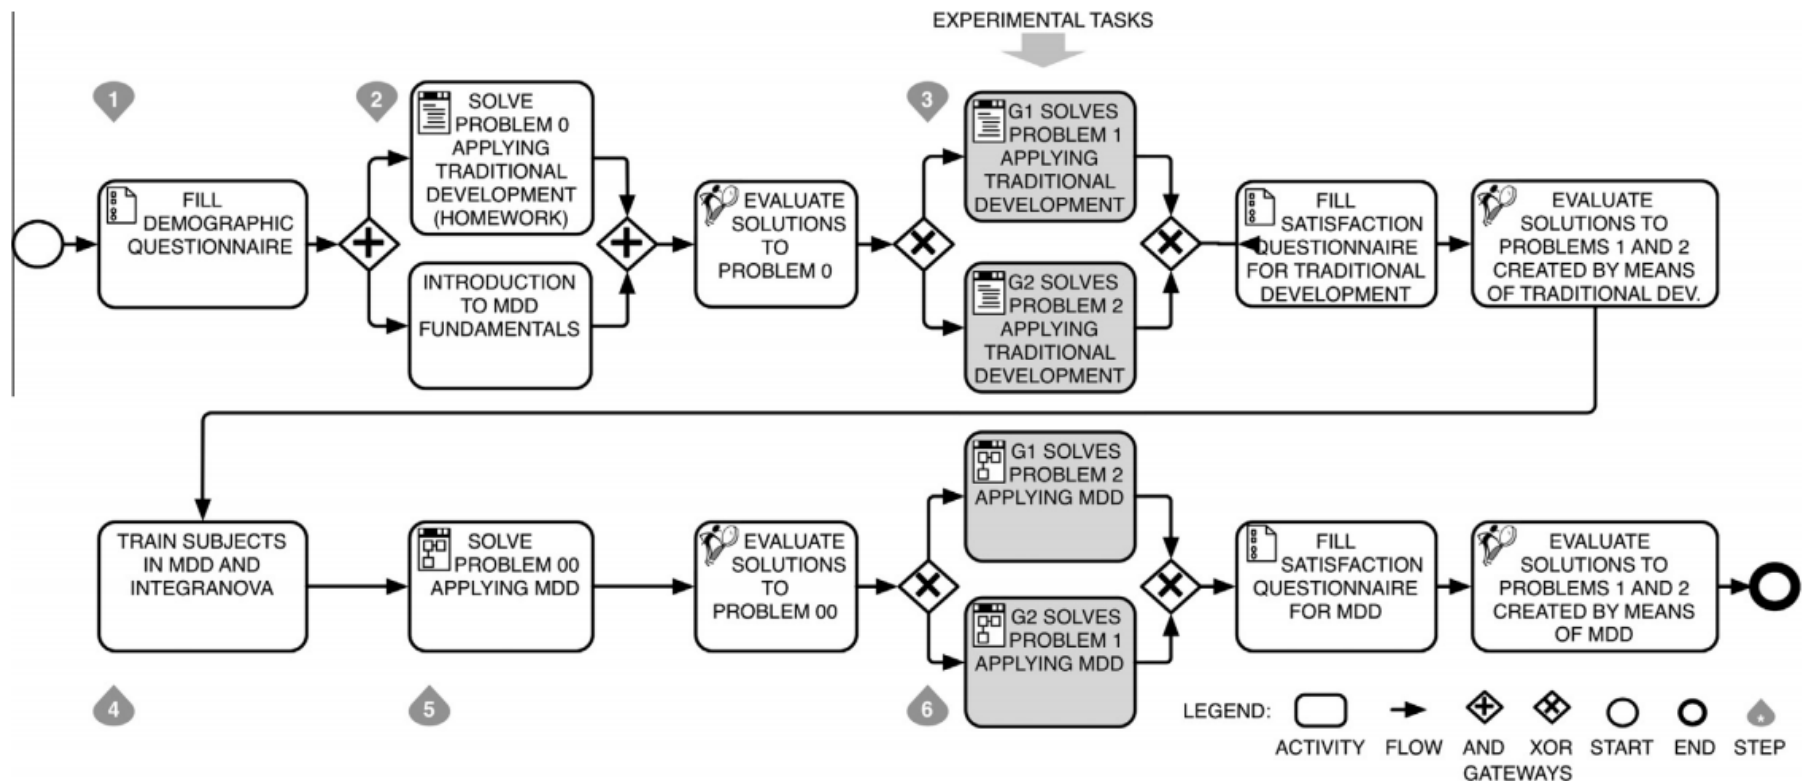 EXPERIMENTAL TASKS
1
2
3
FILL
DEMOGRAPHIC
QUESTIONNAIRE
SOLVE
PROBLEM 0
APPLYING
TRADITIONAL
DEVELOPMENT
(HOMEWORK)
INTRODUCTION
TO MDD
FUNDAMENTALS
EVALUATE
SOLUTIONS
TO
PROBLEM 0
G1 SOLVES
PROBLEM 1
APPLYING
TRADITIONAL
DEVELOPMENT
G2 SOLVES
PROBLEM 2
APPLYING
TRADITIONAL
DEVELOPMENT
FILL
SATISFACTION
QUESTIONNAIRE
FOR TRADITIONAL
DEVELOPMENT
EVALUATE
SOLUTIONS TO
PROBLEMS 1 AND 2
CREATED BY MEANS
OF TRADITIONAL DEV.
TRAIN SUBJECTS
IN MDD AND
INTEGRANOVA
SOLVE
PROBLEM 00
APPLYING MDD
EVALUATE
SOLUTIONS
TO
PROBLEM 00
G1 SOLVES
PROBLEM 2
APPLYING MDD
G2 SOLVES
PROBLEM 1
APPLYING MDD
FILL
SATISFACTION
QUESTIONNAIRE
FOR MDD
EVALUATE
SOLUTIONS TO
PROBLEMS 1 AND 2
CREATED BY MEANS
OF MDD
4
5
6
LEGEND:
*
ACTIVITY FLOW AND XOR START END STEP
GATEWAYS